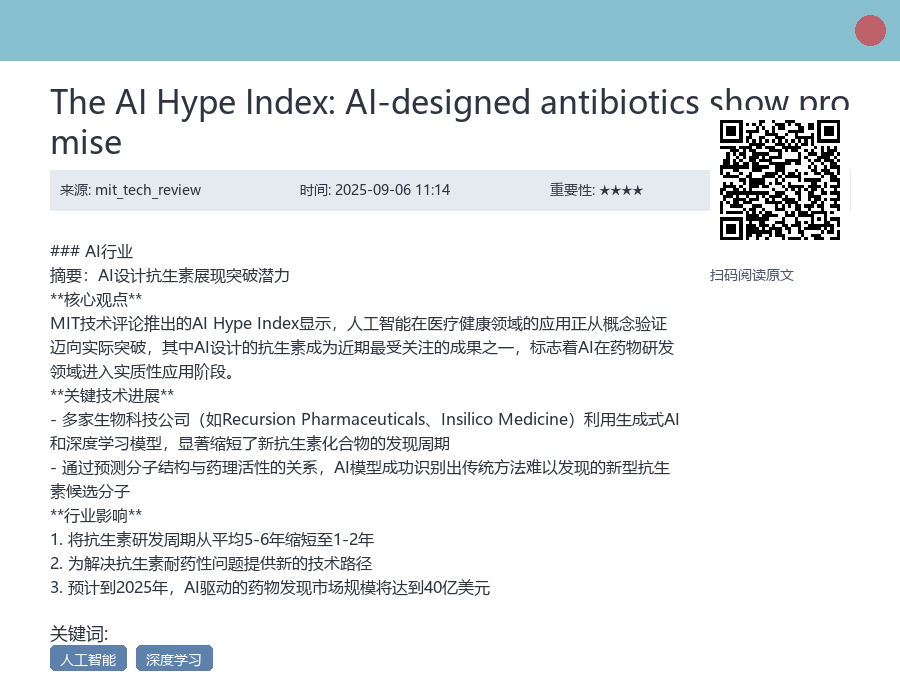 The AI Hype Index: AI-designed antibiotics show pro
mise
来源: mit_tech_review 时间: 2025-09-06 11:14 重要性: ★★★★
扫码阅读原文
### AI行业
摘要：AI设计抗生素展现突破潜力
**核心观点**
MIT技术评论推出的AI Hype Index显示，人工智能在医疗健康领域的应用正从概念验证
迈向实际突破，其中AI设计的抗生素成为近期最受关注的成果之一，标志着AI在药物研发
领域进入实质性应用阶段。
**关键技术进展**
- 多家生物科技公司（如Recursion Pharmaceuticals、Insilico Medicine）利用生成式AI
和深度学习模型，显著缩短了新抗生素化合物的发现周期
- 通过预测分子结构与药理活性的关系，AI模型成功识别出传统方法难以发现的新型抗生
素候选分子
**行业影响**
1. 将抗生素研发周期从平均5-6年缩短至1-2年
2. 为解决抗生素耐药性问题提供新的技术路径
3. 预计到2025年，AI驱动的药物发现市场规模将达到40亿美元
关键词:
人工智能 深度学习